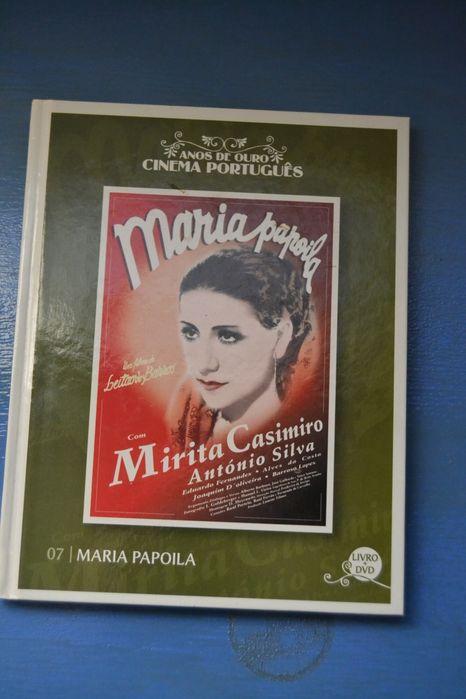 ANOS DE OURO
CINEMA PORTUGUÊS
Maria papoila
Um filme de
Leitão de Barros
Com
Mirita Casimiro
António Silva
Eduardo Fernandes • Alves da Costa
Joaquim D'oliveira • Barroso Lopes
07 | MARIA PAPOILA
LIVRO
+ DVD